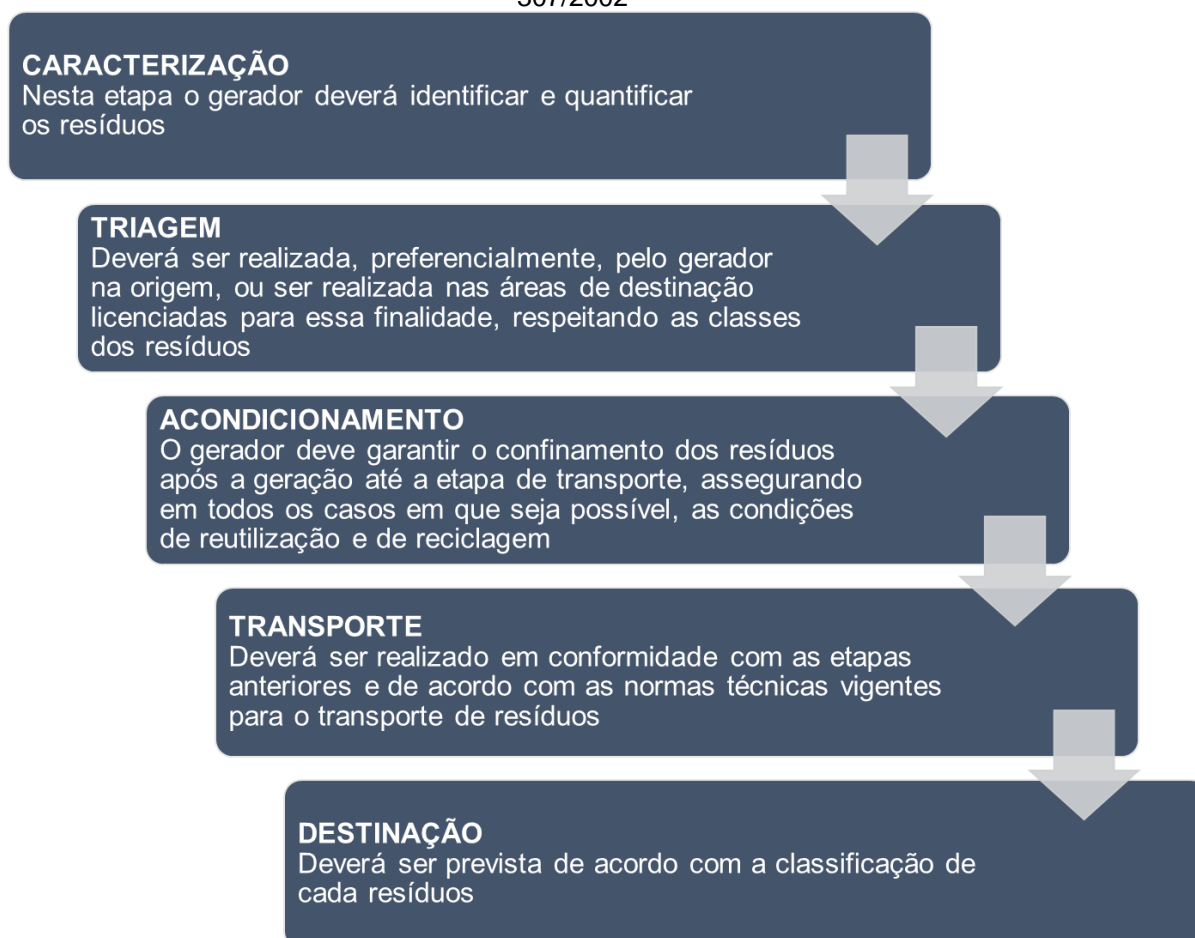 307/2002
CARACTERIZAÇÃO
Nesta etapa o gerador deverá identificar e quantificar
os resíduos
TRIAGEM
Deverá ser realizada, preferencialmente, pelo gerador
na origem, ou ser realizada nas áreas de destinação
licenciadas para essa finalidade, respeitando as classes
dos resíduos
ACONDICIONAMENTO
O gerador deve garantir o confinamento dos resíduos
após a geração até a etapa de transporte, assegurando
em todos os casos em que seja possível, as condições
de reutilização e de reciclagem
TRANSPORTE
Deverá ser realizado em conformidade com as etapas
anteriores e de acordo com as normas técnicas vigentes
para o transporte de resíduos
DESTINAÇÃO
Deverá ser prevista de acordo com a classificação de
cada resíduos